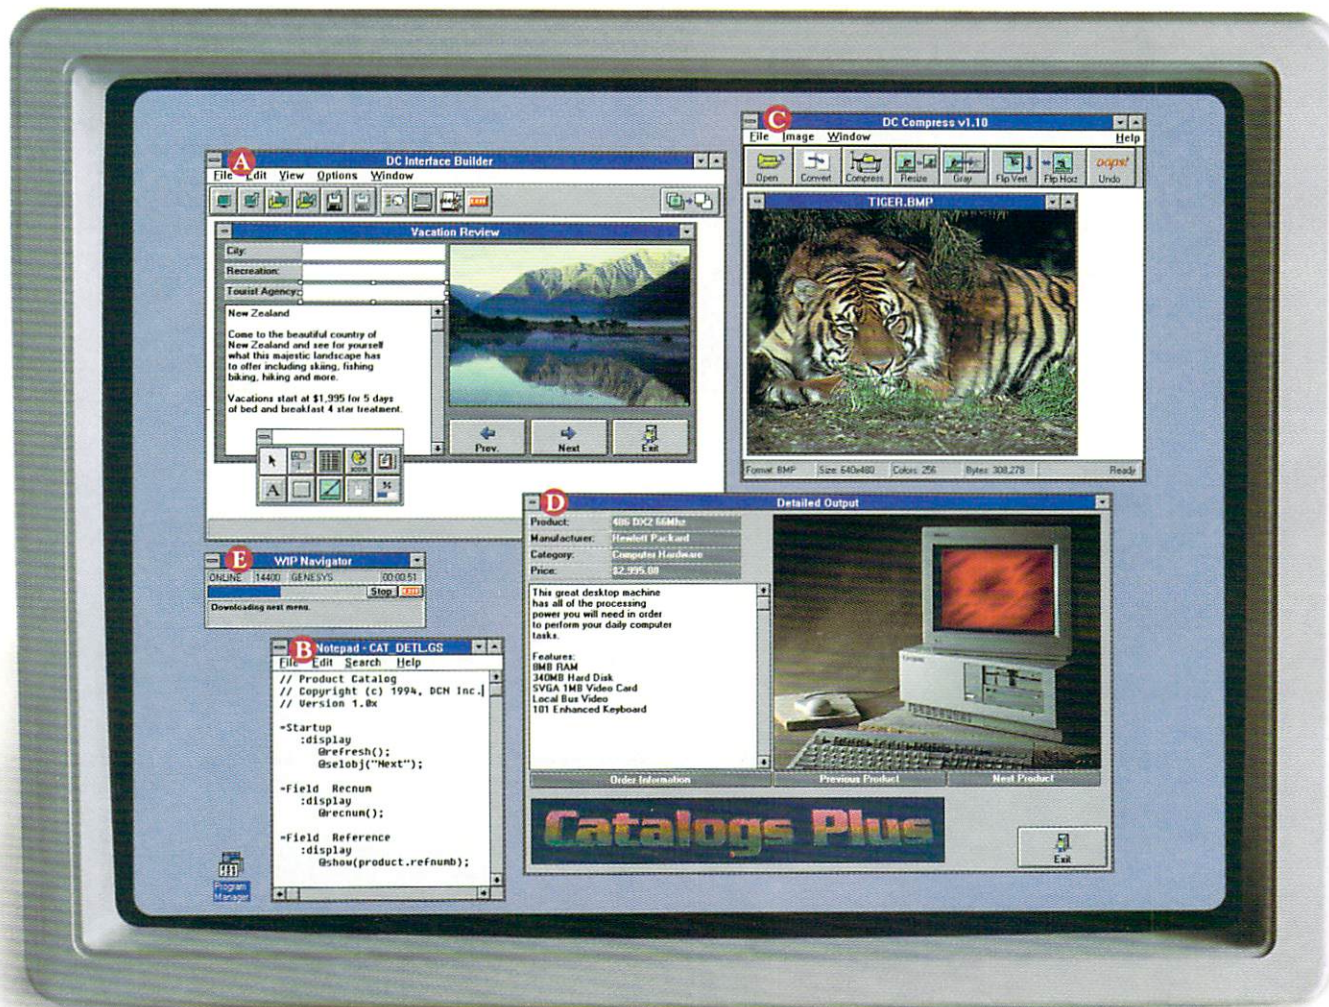 A
DC Interface Builder
File Edit View Options Window
Vacation Review
City:
Recreation:
Tourist Agency:
New Zealand
Come to the beautiful country of
New Zealand and see for yourself
what this majestic landscape has
to offer including skiing, fishing
biking, hiking and more.
Vacations start at $1,995 for 5 days
of bed and breakfast 4 star treatment.
Prev.
Next
Exit
A
%
C
DC Compress v1.10
File Image Window Help
Open Convert Compress Resize Gray Flip Vert Flip Horz Undo
oops!
TIGER.BMP
Format: BMP Size: 640x480 Colors: 256 Bytes: 308,278 Ready
E
WIP Navigator
ONLINE 14400 GENESYS 00:00:51
Stop EXIT
Downloading next menu.
B
Notepad - CAT_DETL.GS
File Edit Search Help
// Product Catalog
// Copyright (c) 1994, DCN Inc.
// Version 1.0x
=Startup
:display
@refresh();
@selobj("Next");
=Field Recnum
:display
@recnum();
=Field Reference
:display
@show(product.refnumb);
D
Detailed Output
Product: 486 DX2 66Mhz
Manufacturer: Hewlett Packard
Category: Computer Hardware
Price: $2,995.00
This great desktop machine
has all of the processing
power you will need in order
to perform your daily computer
tasks.
Features:
8MB RAM
340MB Hard Disk
SVGA 1MB Video Card
Local Bus Video
101 Enhanced Keyboard
Order Information
Previous Product
Next Product
Catalogs Plus
Exit
Program
Manager